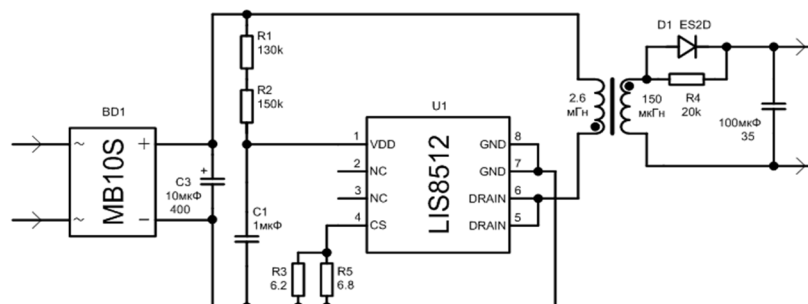 BD1
~
+
MB10S
~
−
C3
10мкФ
400
R1
130k
R2
150k
C1
1мкФ
U1
1
VDD
2
NC
3
NC
4
CS
LIS8512
GND
8
GND
7
DRAIN
6
DRAIN
5
R3
6.2
R5
6.8
2.6
мГн
150
мкГн
D1 ES2D
R4
20k
100мкФ
35
+